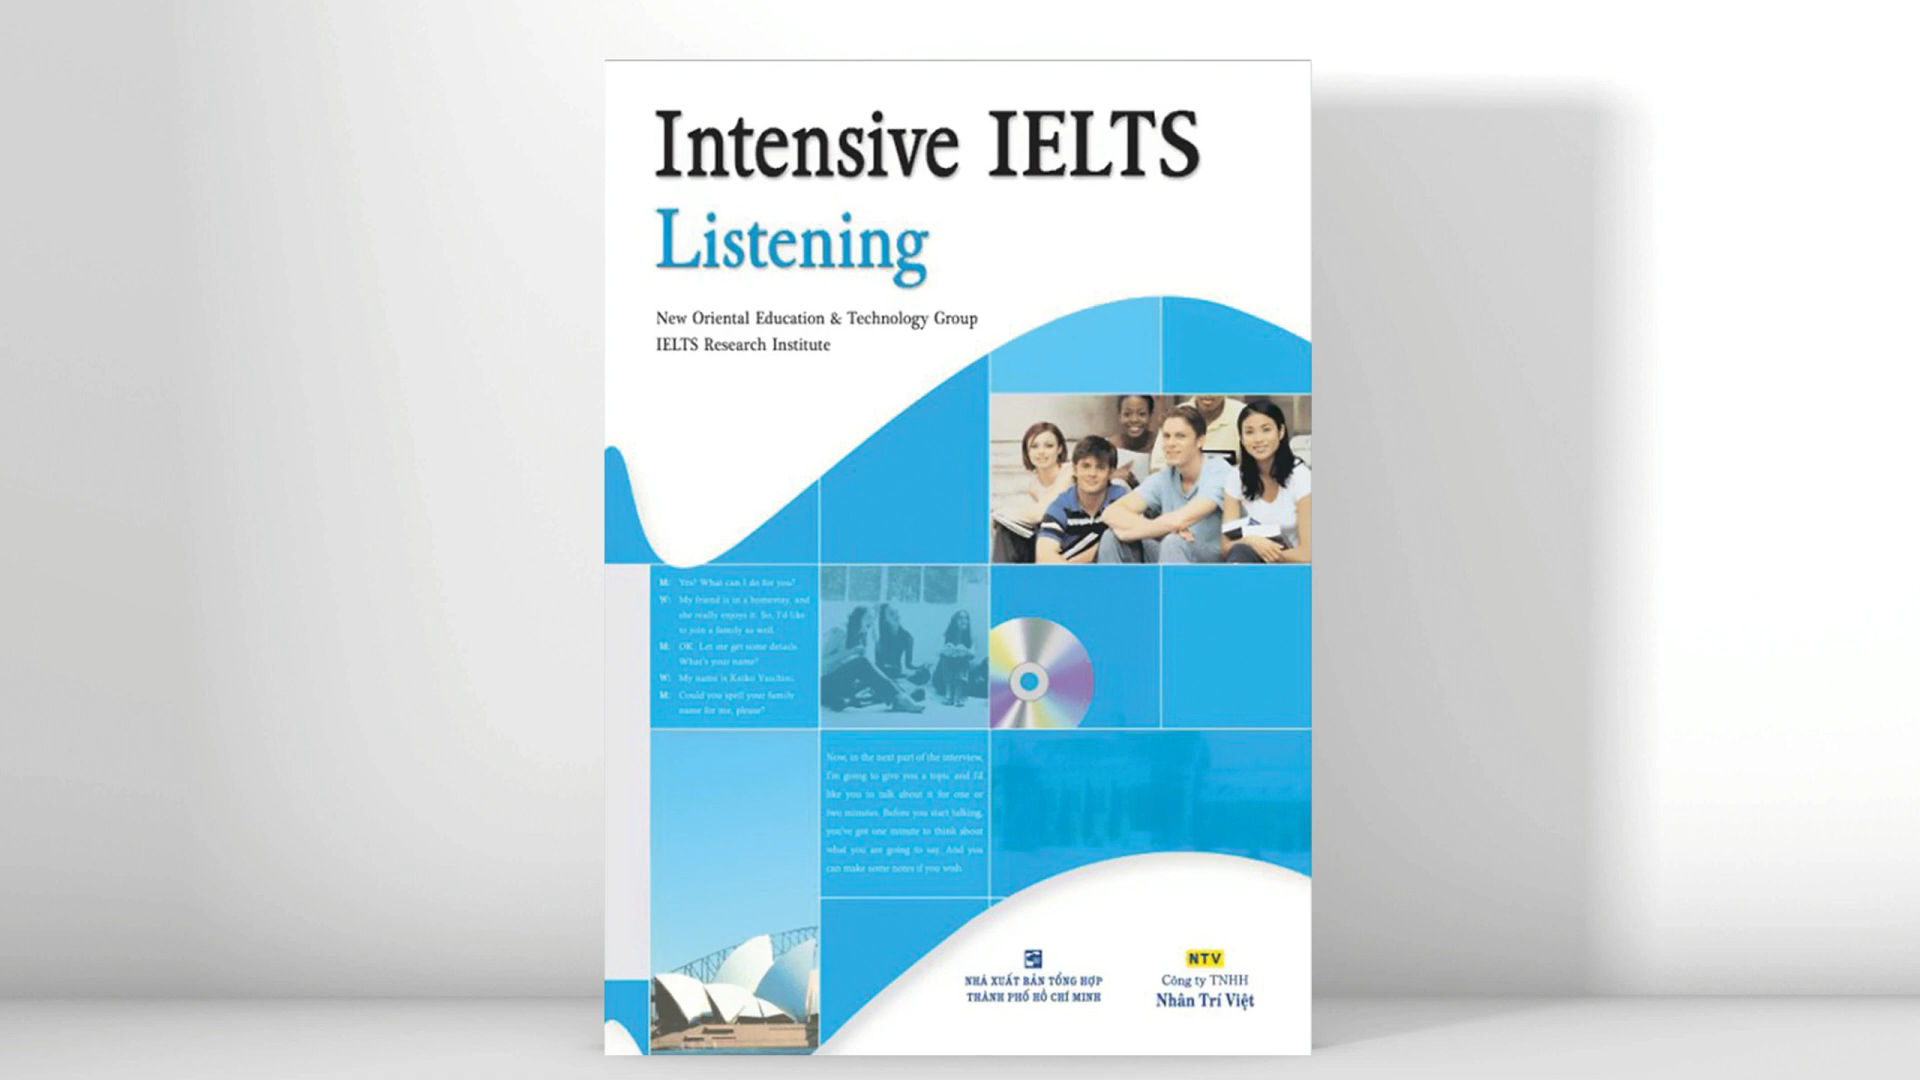 Intensive IELTS
Listening
New Oriental Education & Technology Group
IELTS Research Institute
M: Yes? What can I do for you?
W: My friend is in a homestay, and
she really enjoys it. So, I'd like
to join a family as well.
M: OK. Let me get some details.
What's your name?
W: My name is Keiko Yuichini.
M: Could you spell your family
name for me, please?
Now, in the next part of the interview,
I'm going to give you a topic and I'd
like you to talk about it for one or
two minutes. Before you start talking,
you've got one minute to think about
what you are going to say. And you
can make some notes if you wish.
NHÀ XUẤT BẢN TỔNG HỢP
THÀNH PHỐ HỒ CHÍ MINH
NTV
Công ty TNHH
Nhân Trí Việt